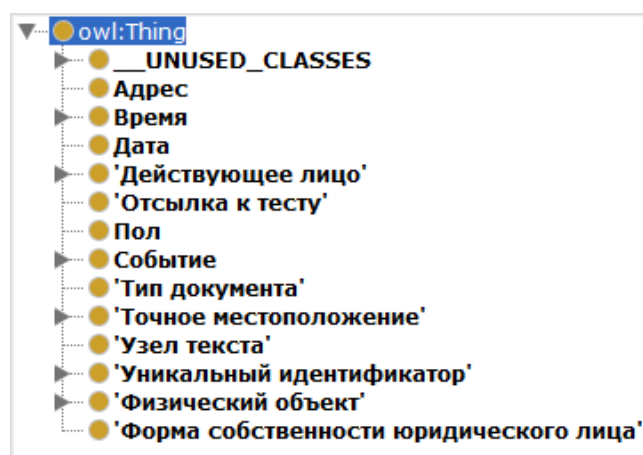 owl:Thing
__UNUSED_CLASSES
Адрес
Время
Дата
'Действующее лицо'
'Отсылка к тесту'
Пол
Событие
'Тип документа'
'Точное местоположение'
'Узел текста'
'Уникальный идентификатор'
'Физический объект'
'Форма собственности юридического лица'